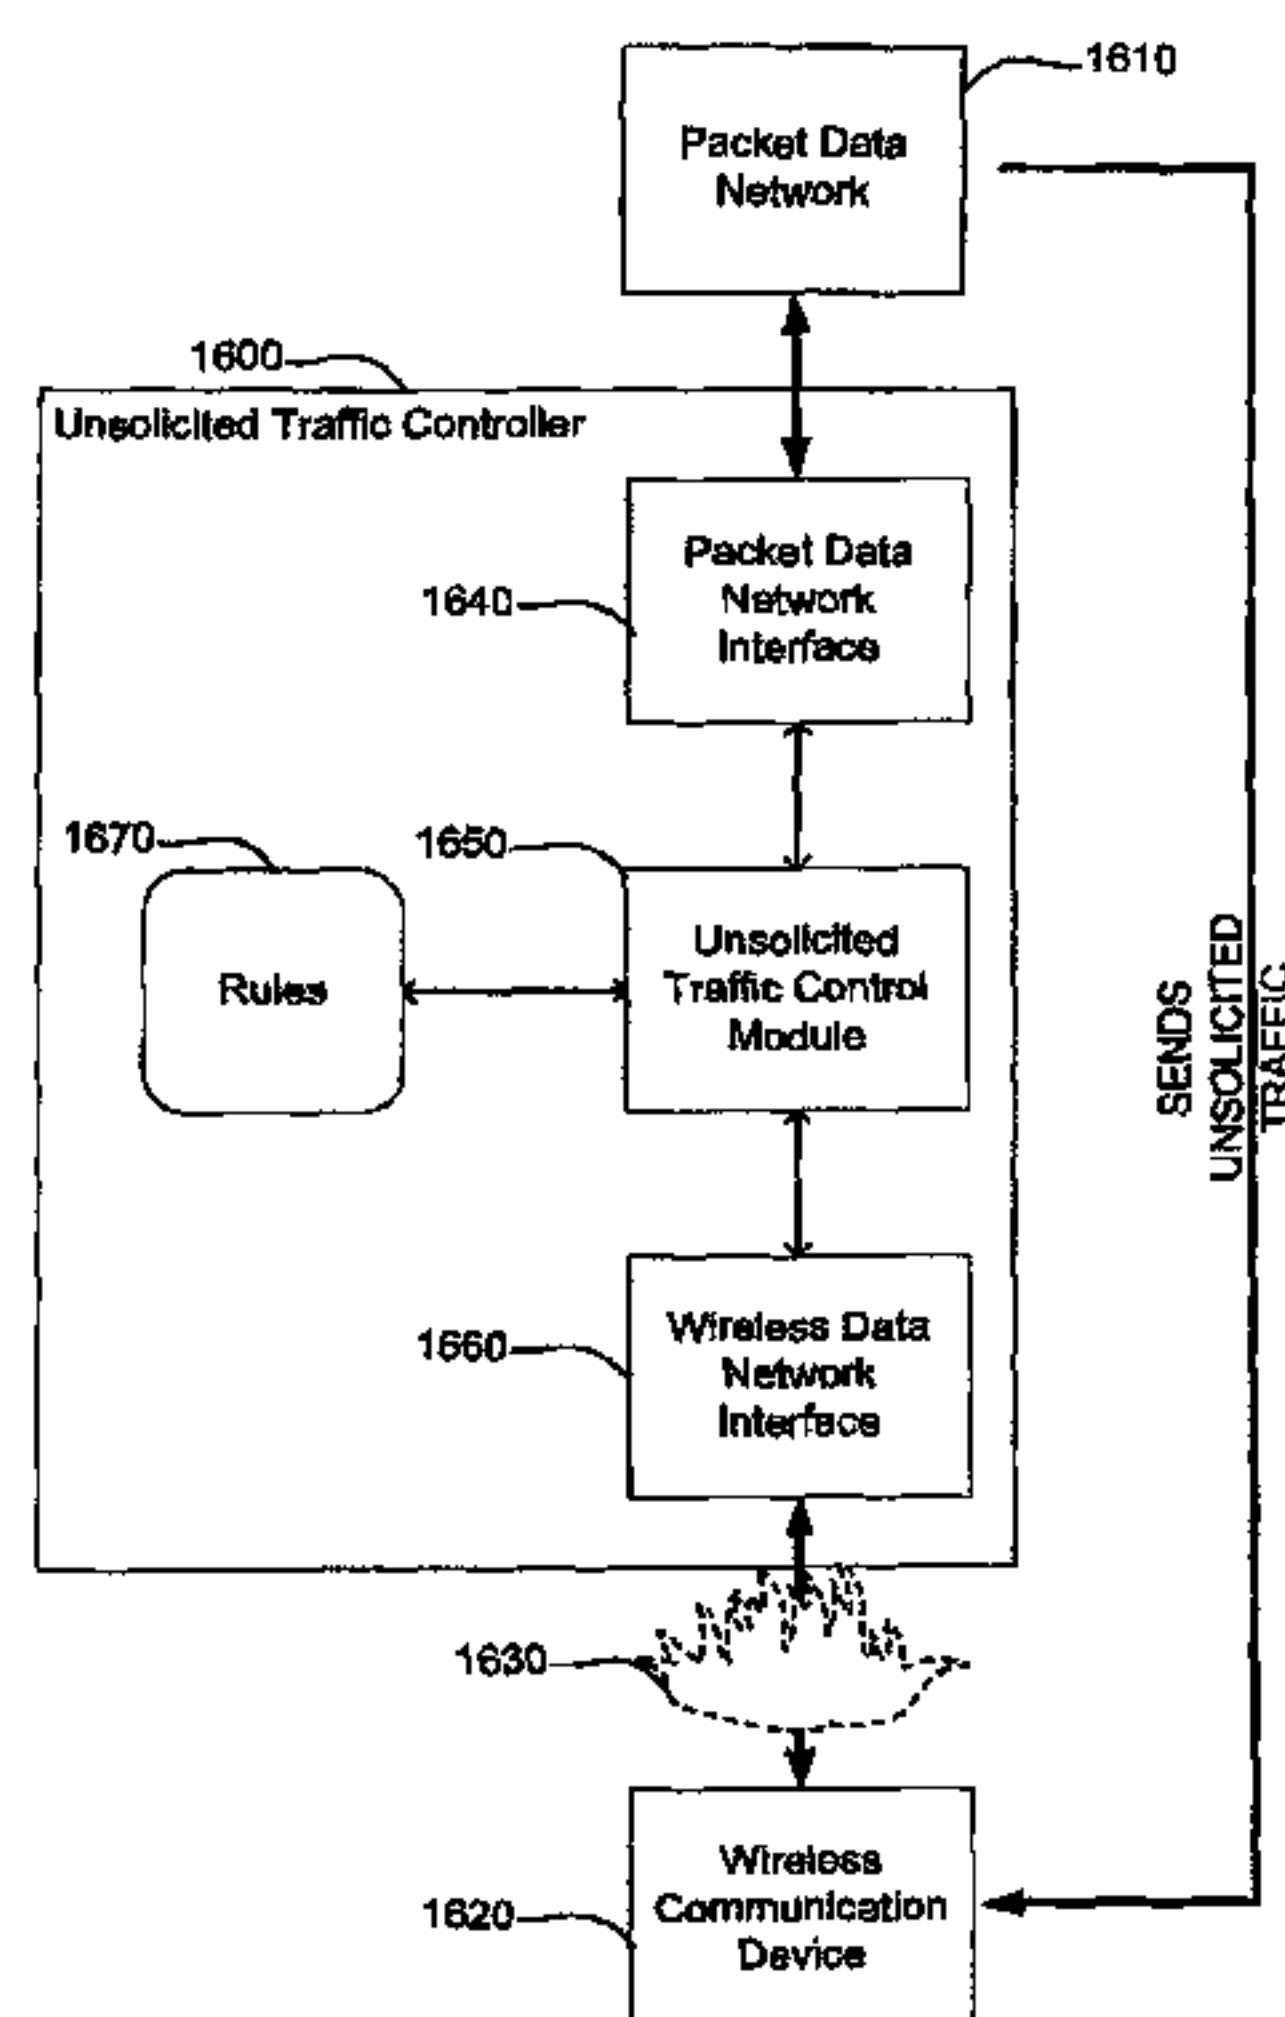 1610
Packet Data
Network
1600
Unsolicited Traffic Controller
Packet Data
Network
Interface
1640
1670
1650
Rules
Unsolicited
Traffic Control
Module
SENDS
UNSOLICITED
TRAFFIC
1660
Wireless Data
Network
Interface
1630
1620
Wireless
Communication
Device